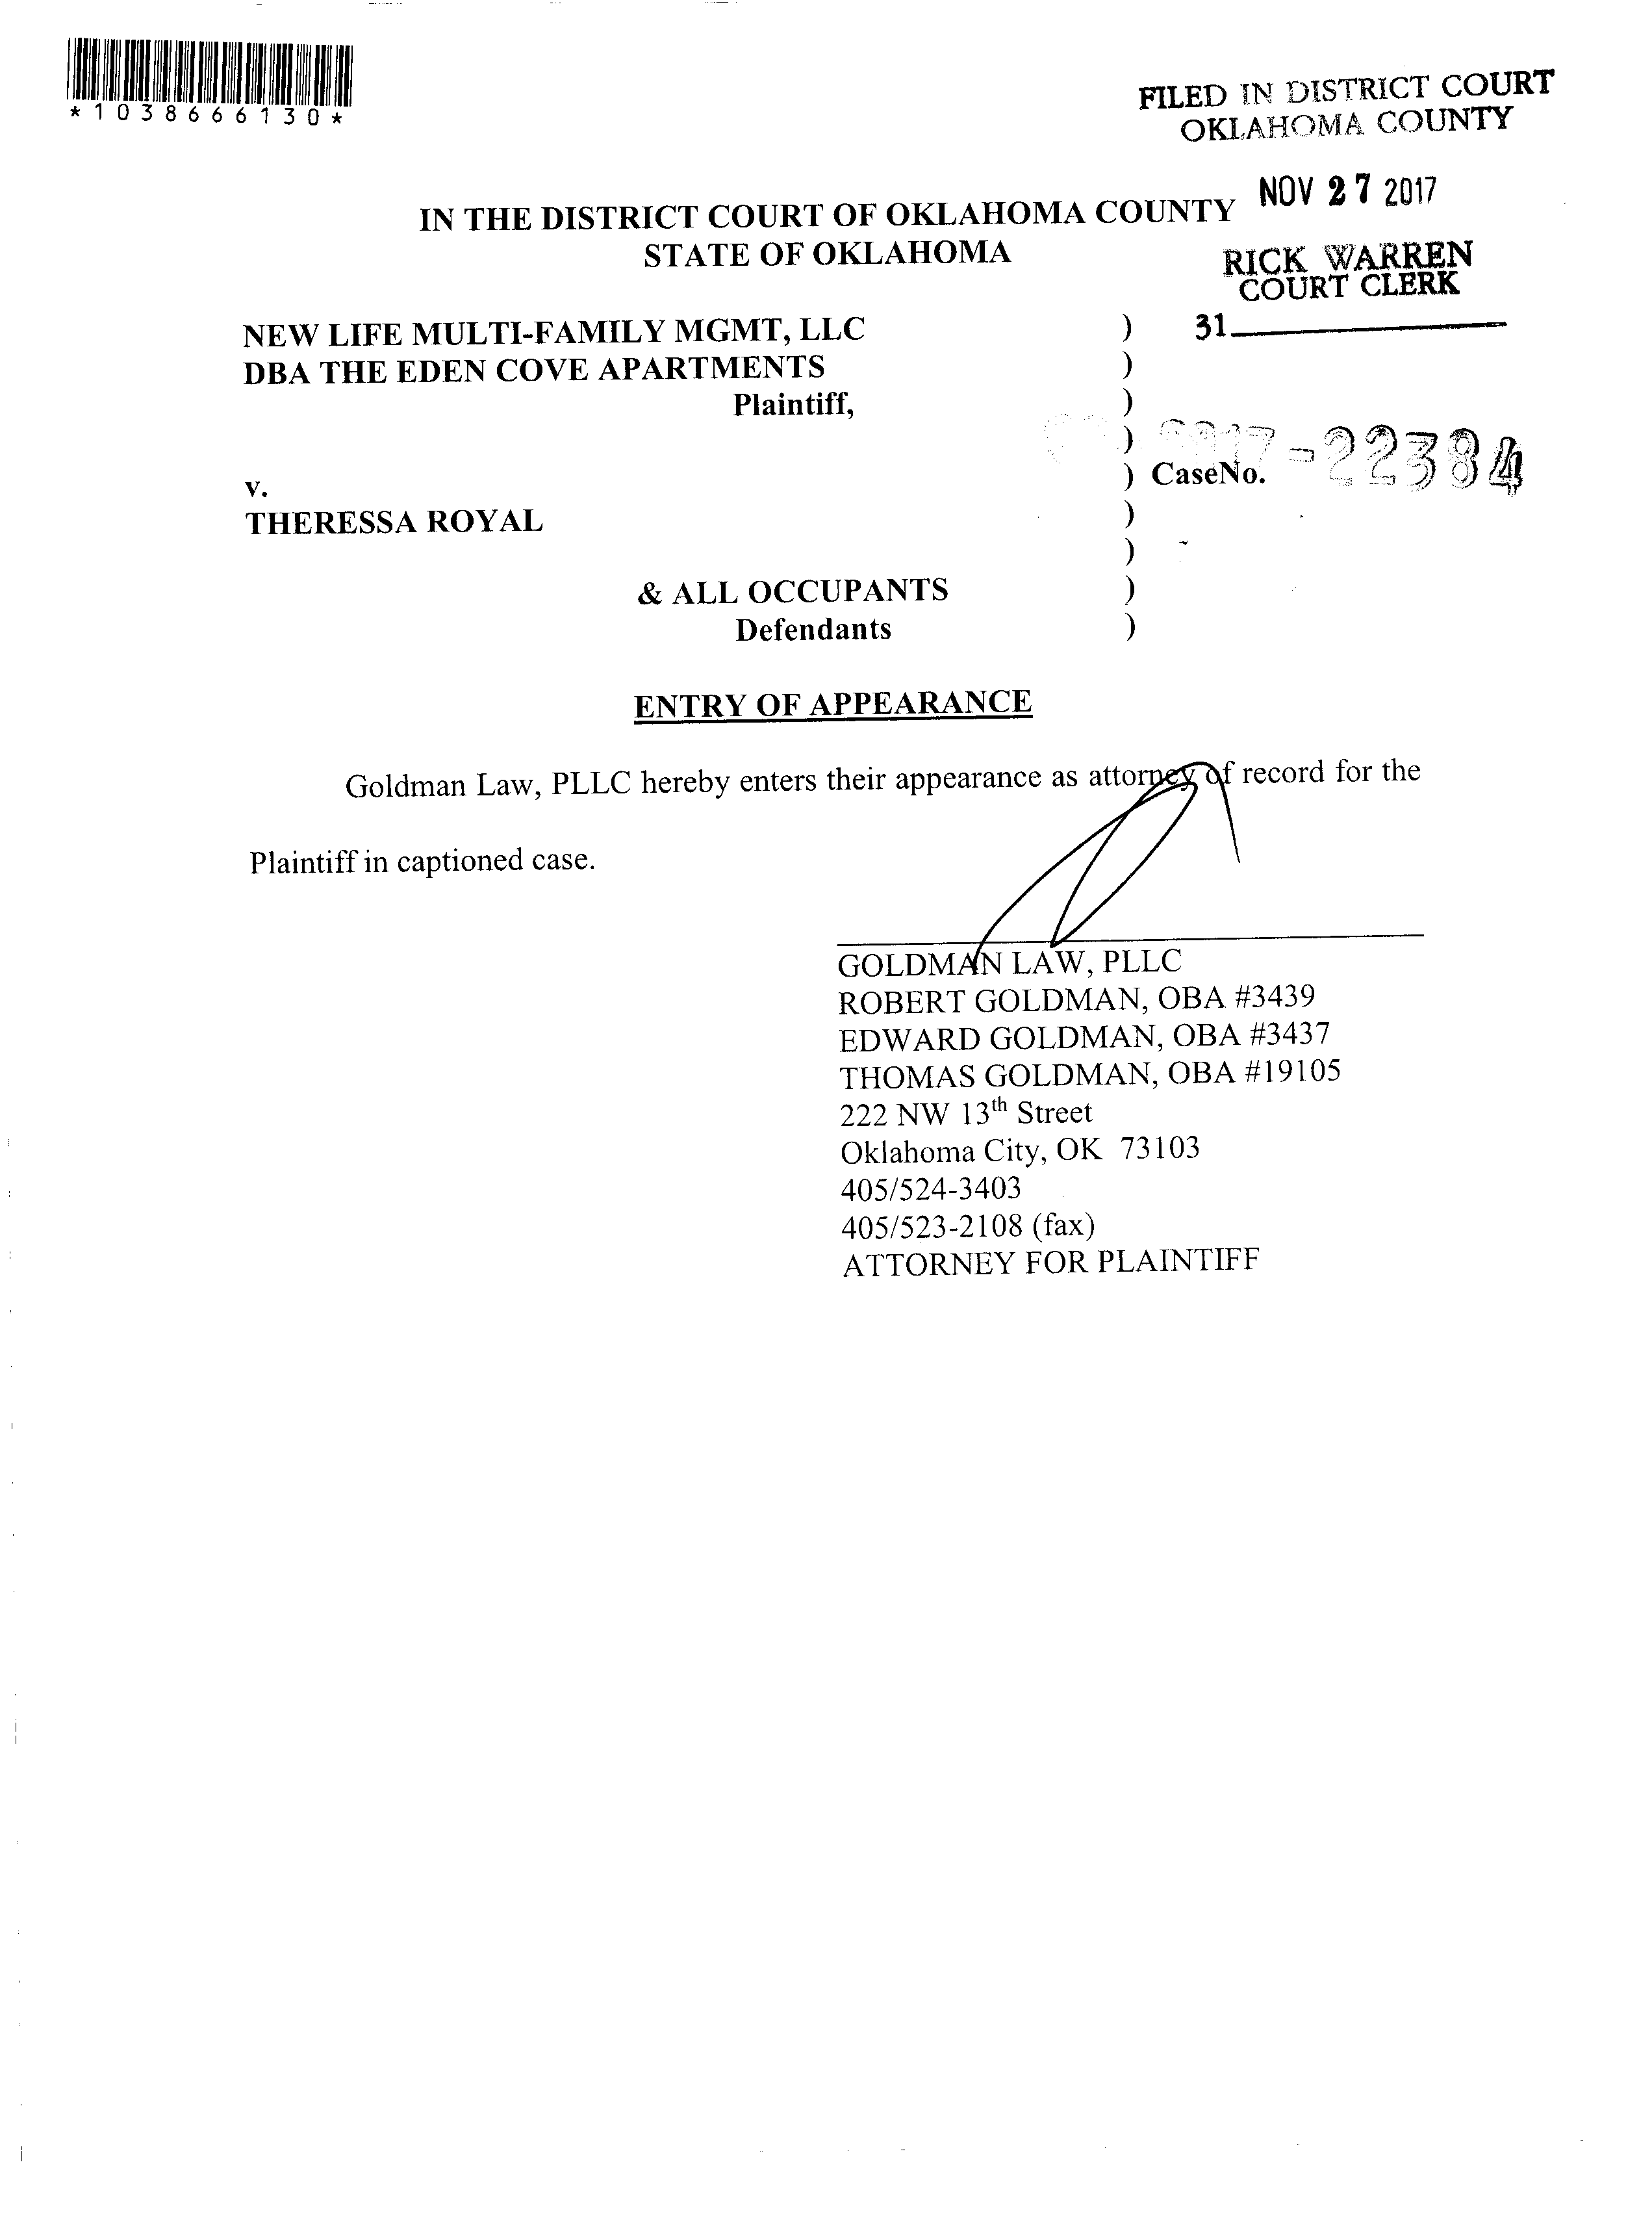 *1038666130*
FILED IN DISTRICT COURT
OKLAHOMA COUNTY
NOV 27 2017
IN THE DISTRICT COURT OF OKLAHOMA COUNTY
STATE OF OKLAHOMA
RICK WARREN
COURT CLERK
31
NEW LIFE MULTI-FAMILY MGMT, LLC )
DBA THE EDEN COVE APARTMENTS )
Plaintiff, )
)
v. ) CaseNo. 2017-22384
THERESSA ROYAL )
)
& ALL OCCUPANTS )
Defendants )
ENTRY OF APPEARANCE
Goldman Law, PLLC hereby enters their appearance as attorney of record for the
Plaintiff in captioned case.
GOLDMAN LAW, PLLC
ROBERT GOLDMAN, OBA #3439
EDWARD GOLDMAN, OBA #3437
THOMAS GOLDMAN, OBA #19105
222 NW 13th Street
Oklahoma City, OK 73103
405/524-3403
405/523-2108 (fax)
ATTORNEY FOR PLAINTIFF